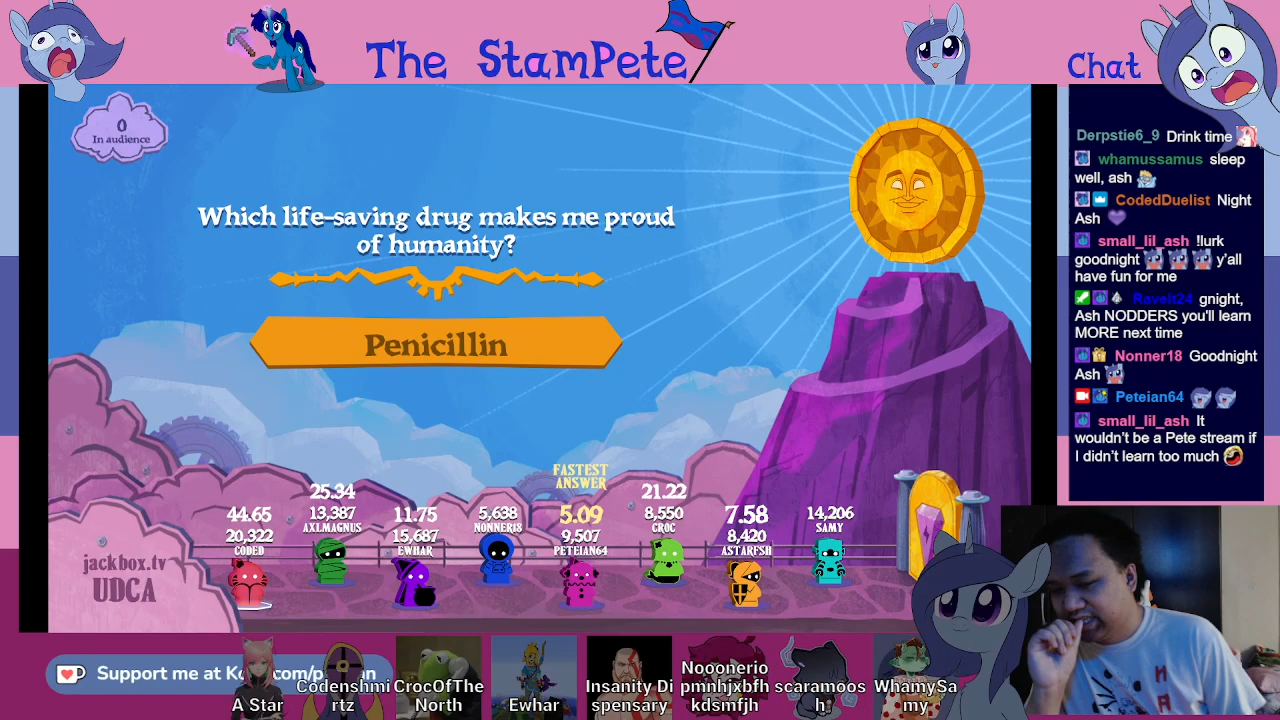 The StamPete
Chat
0
In audience
Which life-saving drug makes me proud
of humanity?
Penicillin
FASTEST
ANSWER
44.65
20,322
CODED
25.34
13,387
AXLMAGNUS
11.75
15,687
EWHAR
5,638
NONNER18
5.09
9,507
PETEIAN64
21.22
8,550
CROC
7.58
8,420
ASTARFSH
14,206
SAMY
jackbox.tv
UDCA
Derpstie6_9 Drink time
whamussamus sleep
well, ash
CodedDuelist Night
Ash
small_lil_ash !lurk
goodnight y'all
have fun for me
Ravelt24 gnight,
Ash NODDERS you'll learn
MORE next time
Nonner18 Goodnight
Ash
Peteian64
small_lil_ash It
wouldn't be a Pete stream if
I didn't learn too much
Support me at
A Star
Codenshmi
rtz
CrocOfThe
North
Ewhar
Insanity Di
spensary
Nooonerio
pmnhjxbfh
kdsmfjh
scaramoos
h
WhamySa
my